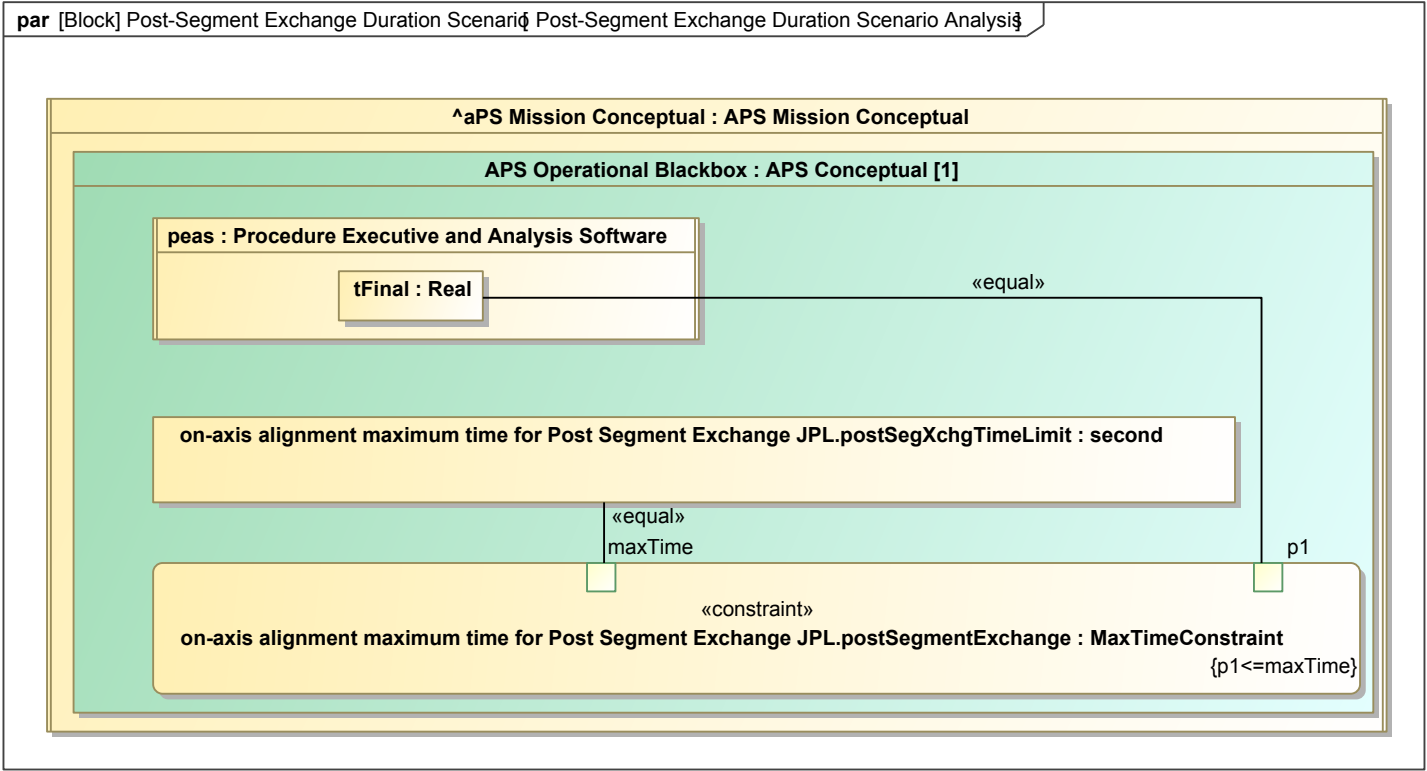 par [Block] Post-Segment Exchange Duration Scenario[ Post-Segment Exchange Duration Scenario Analysis]
^aPS Mission Conceptual : APS Mission Conceptual
APS Operational Blackbox : APS Conceptual [1]
peas : Procedure Executive and Analysis Software
tFinal : Real
«equal»
on-axis alignment maximum time for Post Segment Exchange JPL.postSegXchgTimeLimit : second
«equal»
maxTime
p1
«constraint»
on-axis alignment maximum time for Post Segment Exchange JPL.postSegmentExchange : MaxTimeConstraint
{p1<=maxTime}